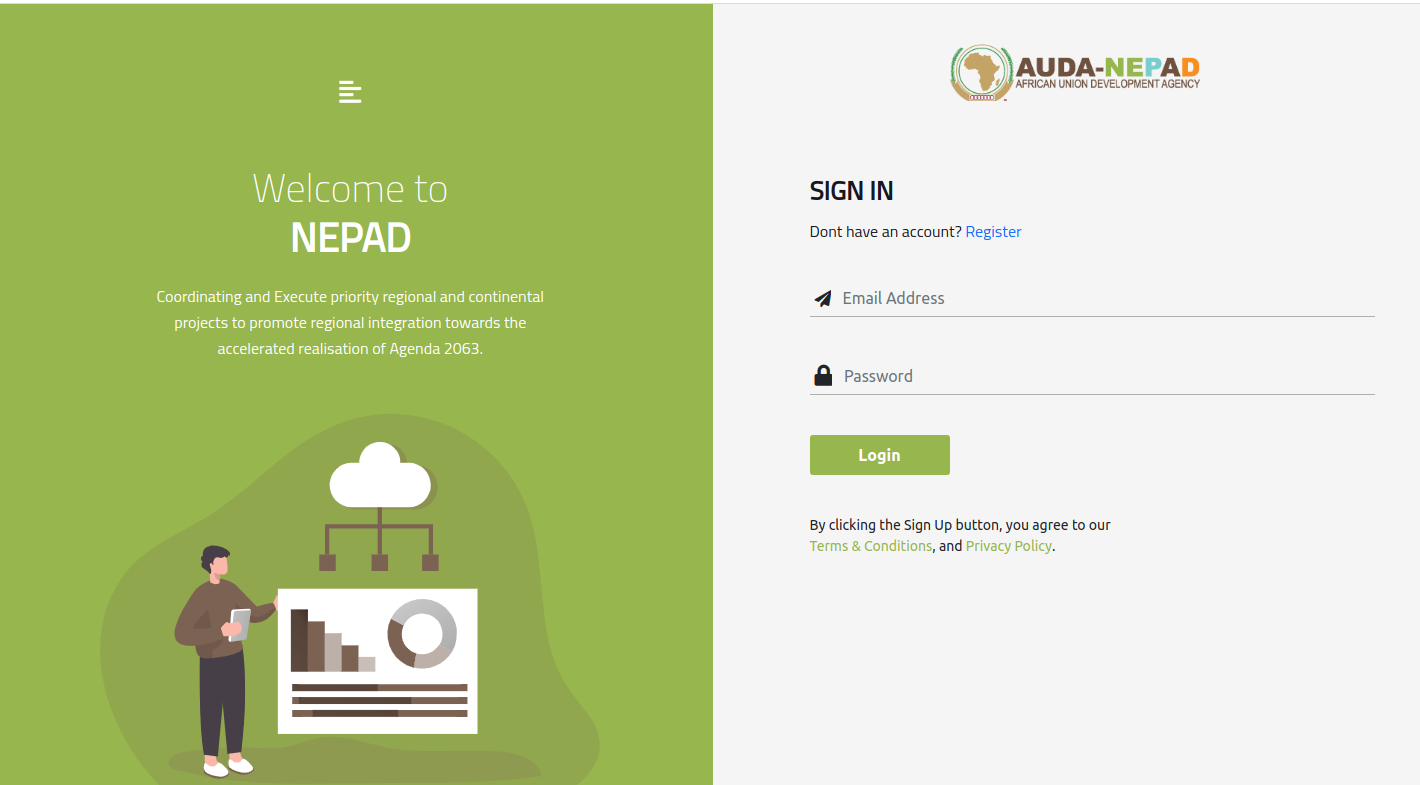 Welcome to
NEPAD
Coordinating and Execute priority regional and continental
projects to promote regional integration towards the
accelerated realisation of Agenda 2063.
AUDA-NEPAD
AFRICAN UNION DEVELOPMENT AGENCY
SIGN IN
Dont have an account? Register
Email Address
Password
Login
By clicking the Sign Up button, you agree to our
Terms & Conditions, and Privacy Policy.